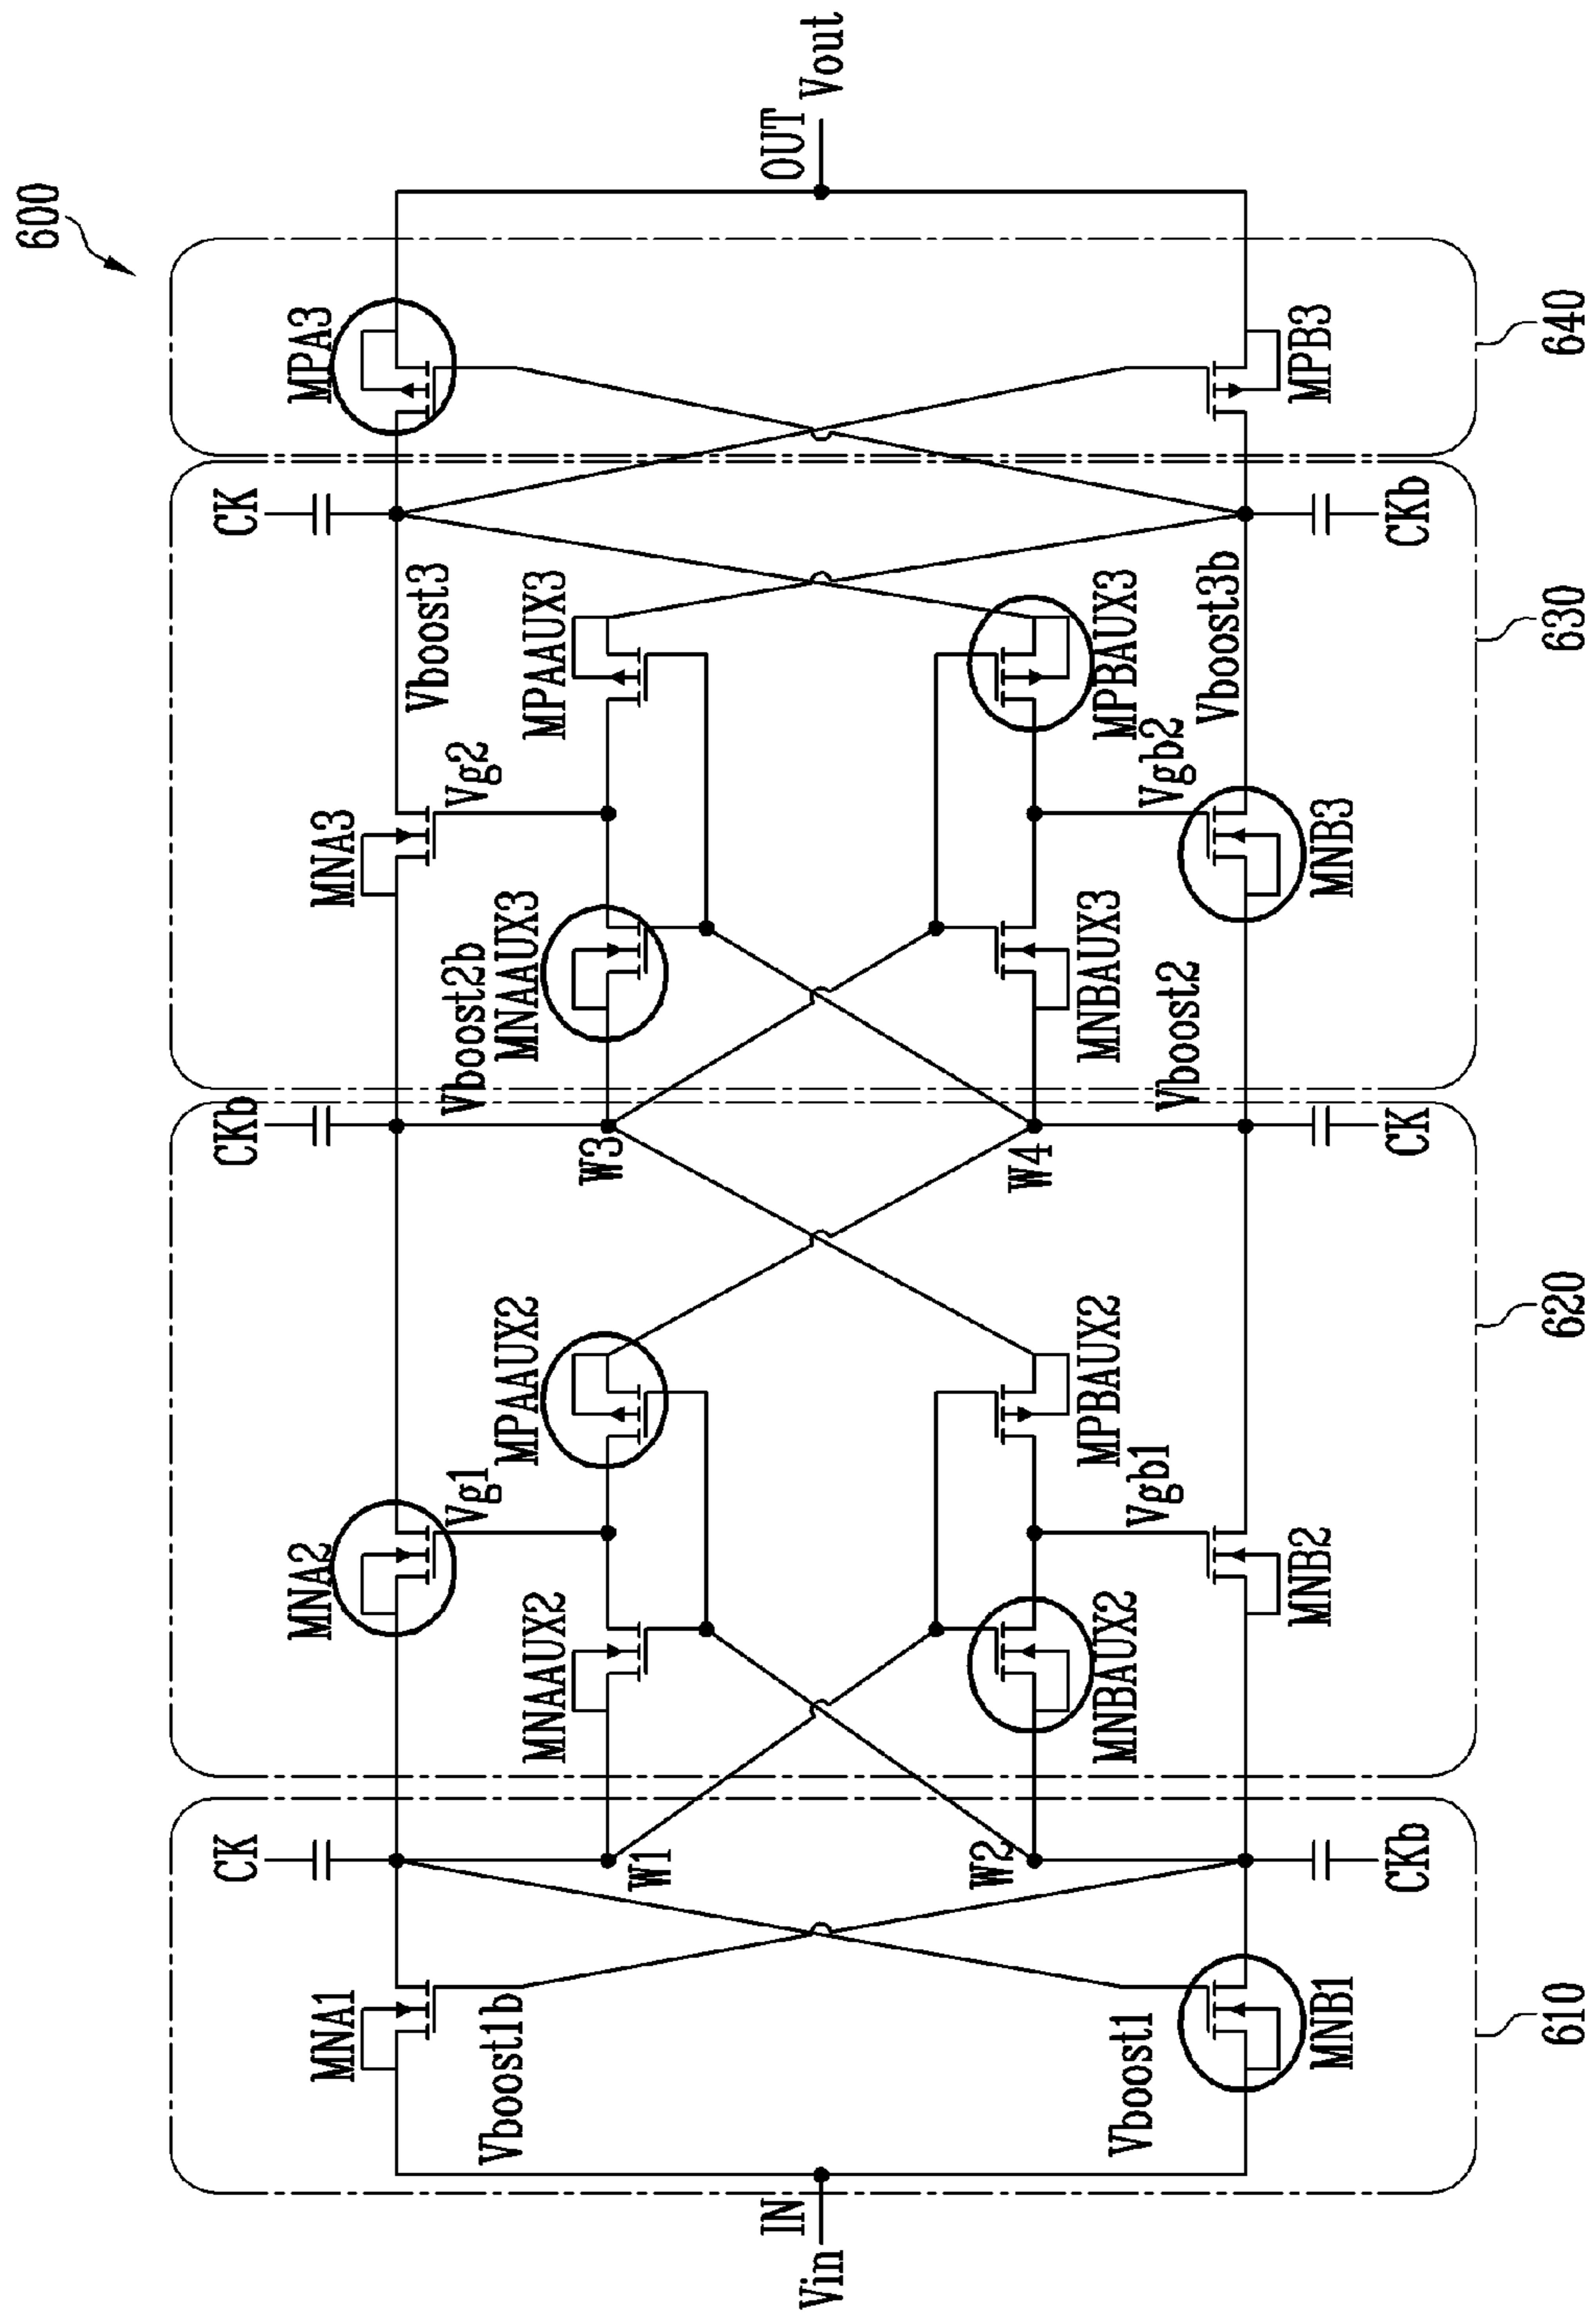 600
CK
CKb
CK
MNA1
MNA2
MNA3
MPA3
Vg1
Vg2
Vboost3
Vboost1b
MNAAUX2
MPAAUX2
Vboost2b
MNAAUX3
MPAAUX3
W1
W3
IN
Vin
OUT
Vout
W2
W4
MNBAUX2
MPBAUX2
MNBAUX3
MPBAUX3
Vboost1
Vgb1
Vboost2
Vgb2
Vboost3b
MNB1
MNB2
MNB3
MPB3
CKb
CK
CKb
610
620
630
640